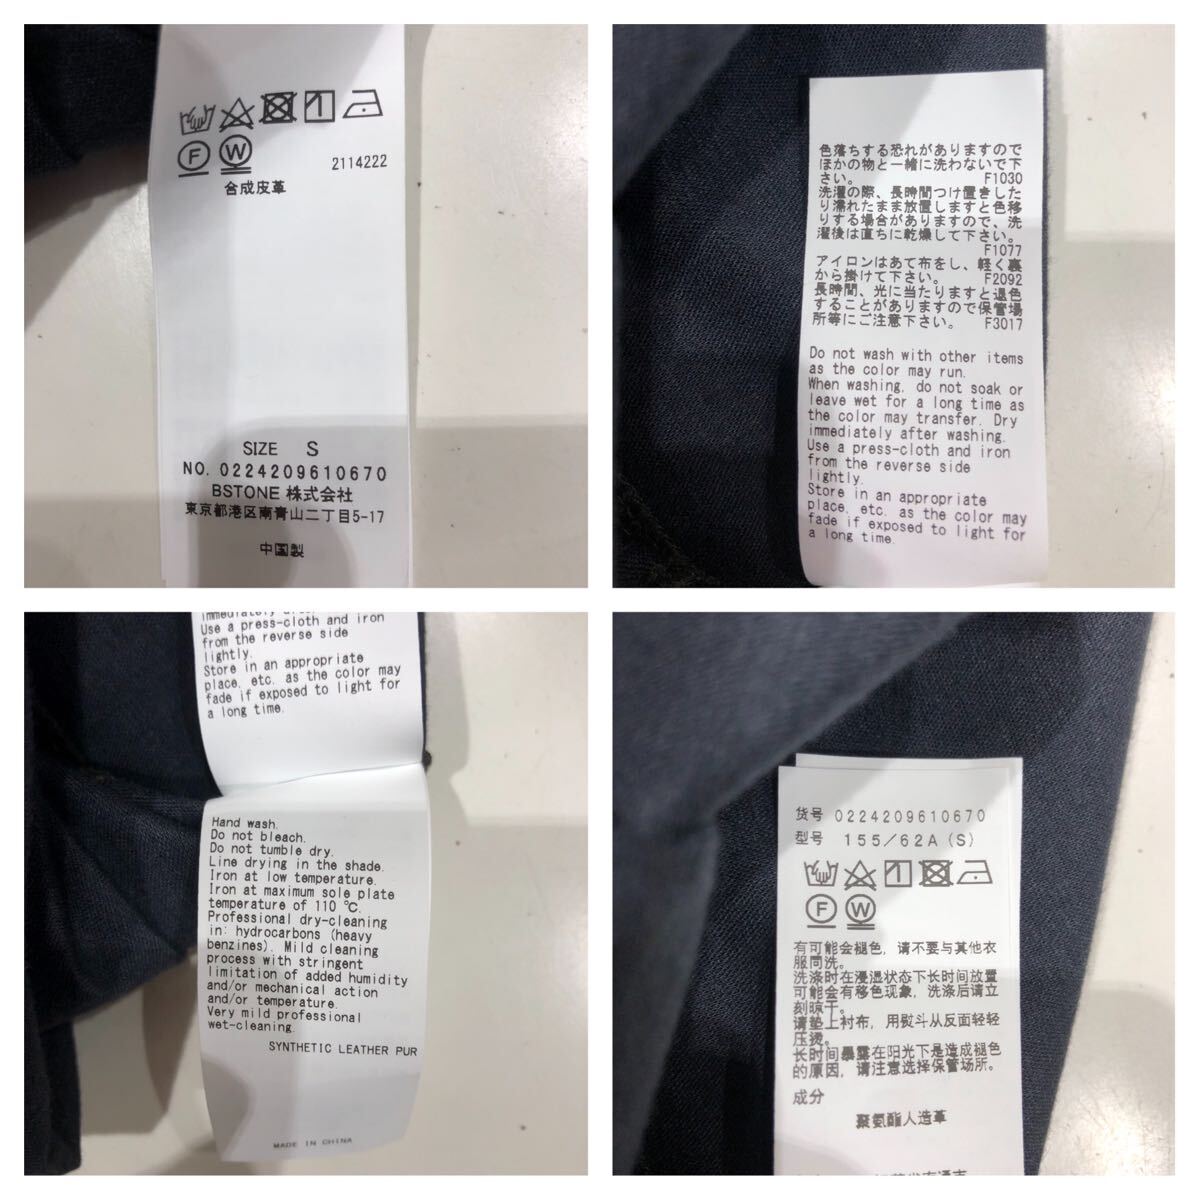 F W
2114222
合成皮革
SIZE S
NO. 0224209610670
BSTONE 株式会社
東京都港区南青山二丁目5-17
中国製
色落ちする恐れがありますので
ほかの物と一緒に洗わないで下
さい。 F1030
洗濯の際、長時間つけ置きした
り濡れたまま放置しますと色移
りする場合がありますので、洗
濯後は直ちに乾燥して下さい。
F1077
アイロンはあて布をし、軽く裏
から掛けて下さい。 F2092
長時間、光に当たりますと退色
することがありますので保管場
所等にご注意下さい。 F3017
Do not wash with other items
as the color may run.
When washing, do not soak or
leave wet for a long time as
the color may transfer. Dry
immediately after washing.
Use a press-cloth and iron
from the reverse side
lightly.
Store in an appropriate
place, etc. as the color may
fade if exposed to light for
a long time.
Use a press-cloth and iron
from the reverse side
lightly.
Store in an appropriate
place, etc. as the color may
fade if exposed to light for
a long time.
Hand wash.
Do not bleach.
Do not tumble dry.
Line drying in the shade.
Iron at low temperature.
Iron at maximum sole plate
temperature of 110 ℃.
Professional dry-cleaning
in: hydrocarbons (heavy
benzines). Mild cleaning
process with stringent
limitation of added humidity
and/or mechanical action
and/or temperature.
Very mild professional
wet-cleaning.
SYNTHETIC LEATHER PUR
MADE IN CHINA
货号 0224209610670
型号 155/62A (S)
F W
有可能会褪色，请不要与其他衣
服同洗。
洗涤时在浸湿状态下长时间放置
可能会有移色现象，洗涤后请立
刻晾干。
请垫上衬布，用熨斗从反面轻轻
压烫。
长时间暴露在阳光下是造成褪色
的原因，请注意选择保管场所。
成分
聚氨酯人造革